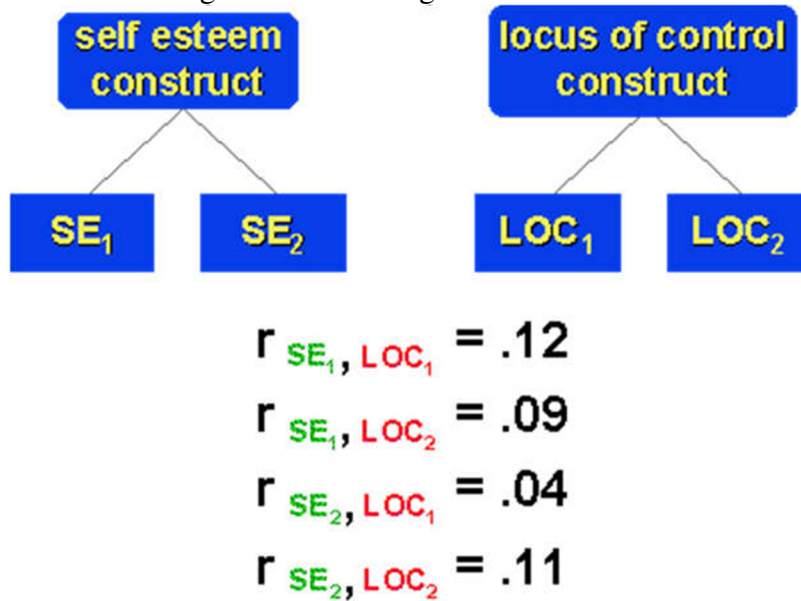 self esteem construct
locus of control construct
SE₁ SE₂ LOC₁ LOC₂
r SE₁, LOC₁ = .12
r SE₁, LOC₂ = .09
r SE₂, LOC₁ = .04
r SE₂, LOC₂ = .11